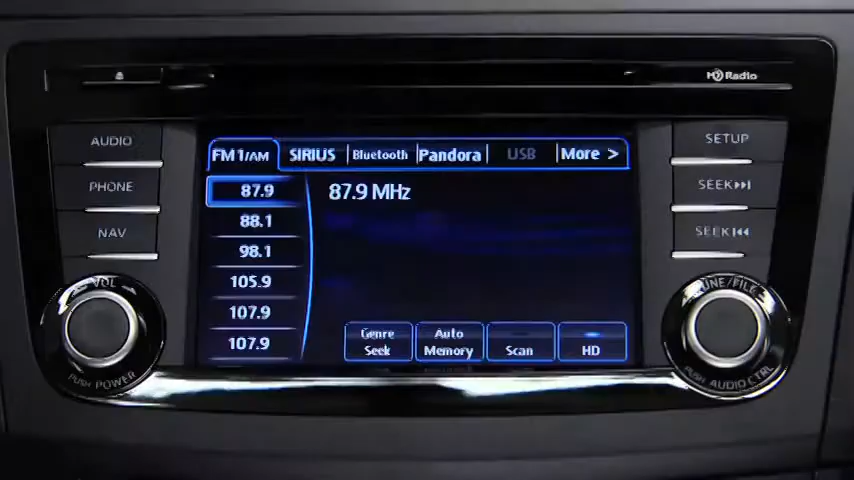 HD Radio
AUDIO
PHONE
NAV
VOL
PUSH POWER
FM1/AM SIRIUS Bluetooth Pandora USB More >
87.9 87.9 MHz
88.1
98.1
105.9
107.9
107.9
Genre Seek
Auto Memory
Scan
HD
SETUP
SEEK
SEEK
TUNE/FILE
PUSH AUDIO CTRL